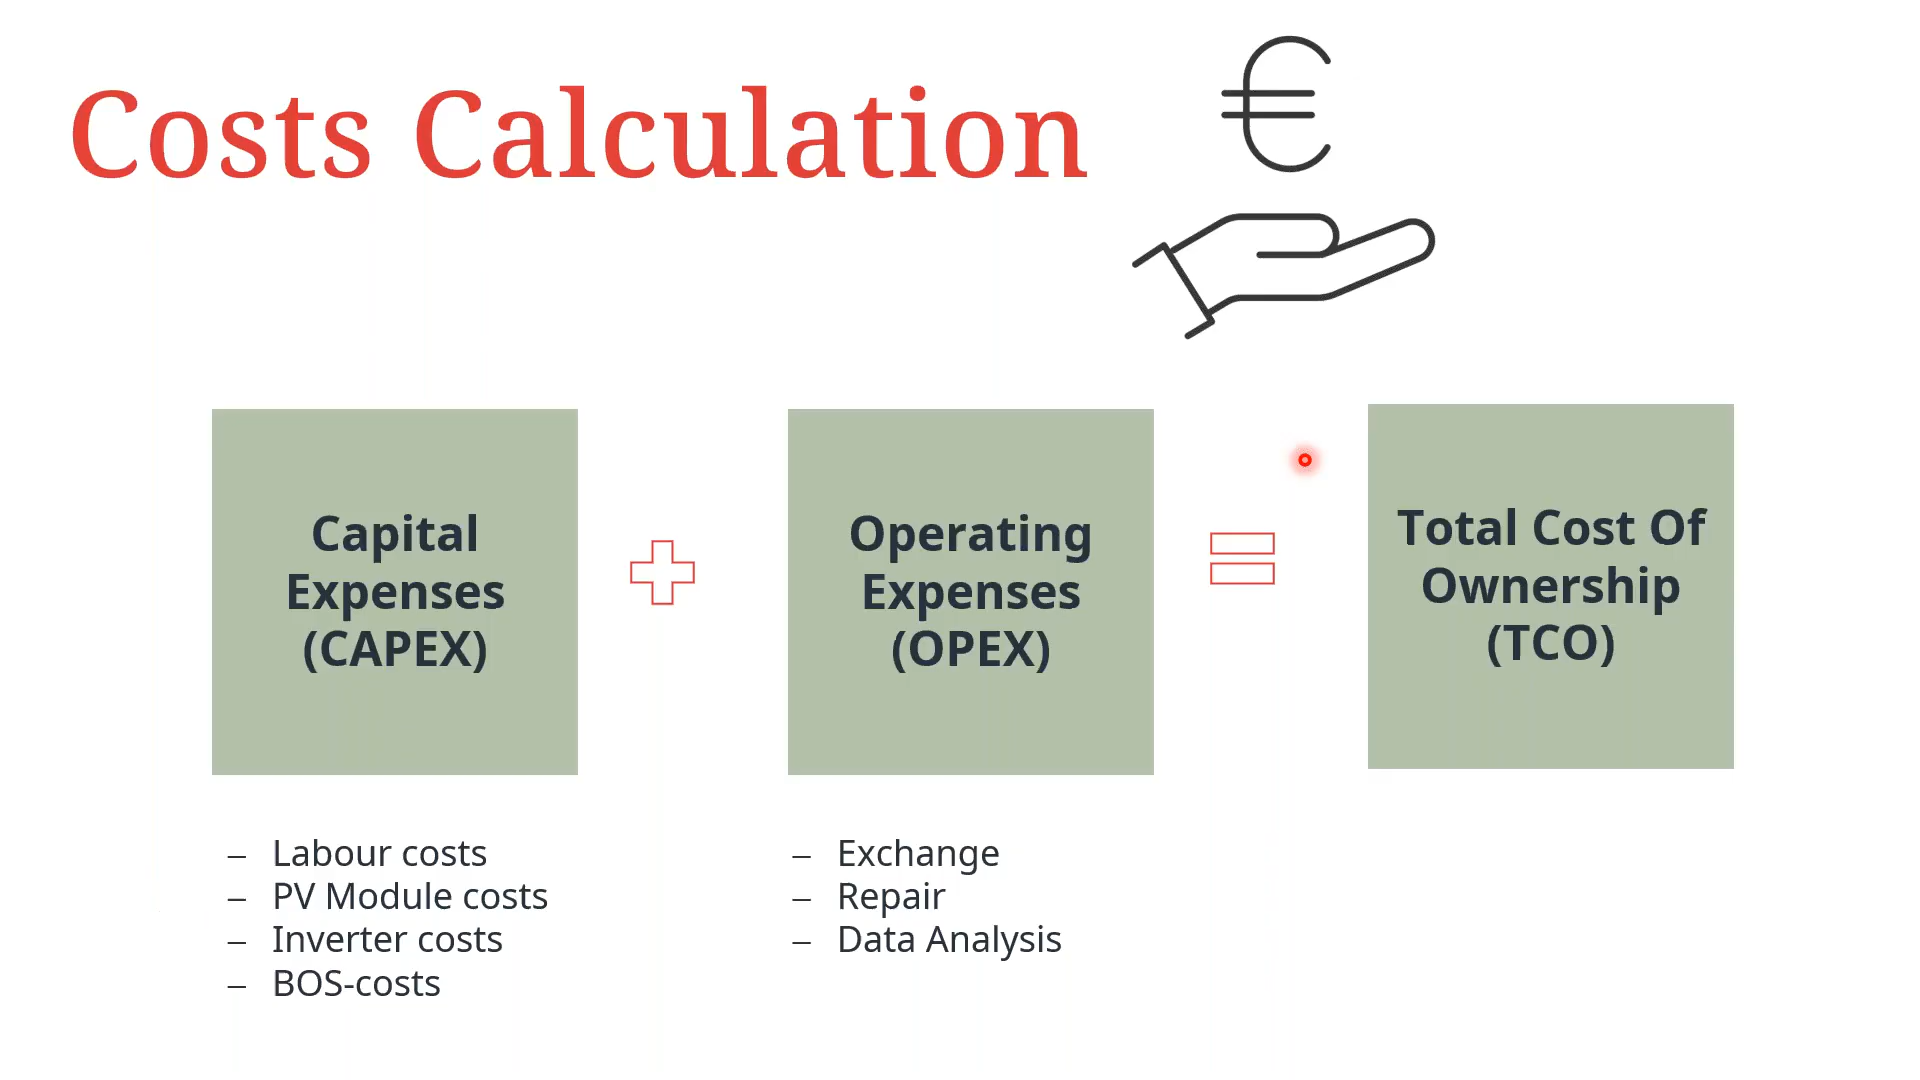 Costs Calculation
€
Capital
Expenses
(CAPEX)
Operating
Expenses
(OPEX)
Total Cost Of
Ownership
(TCO)
– Labour costs
– PV Module costs
– Inverter costs
– BOS-costs
– Exchange
– Repair
– Data Analysis